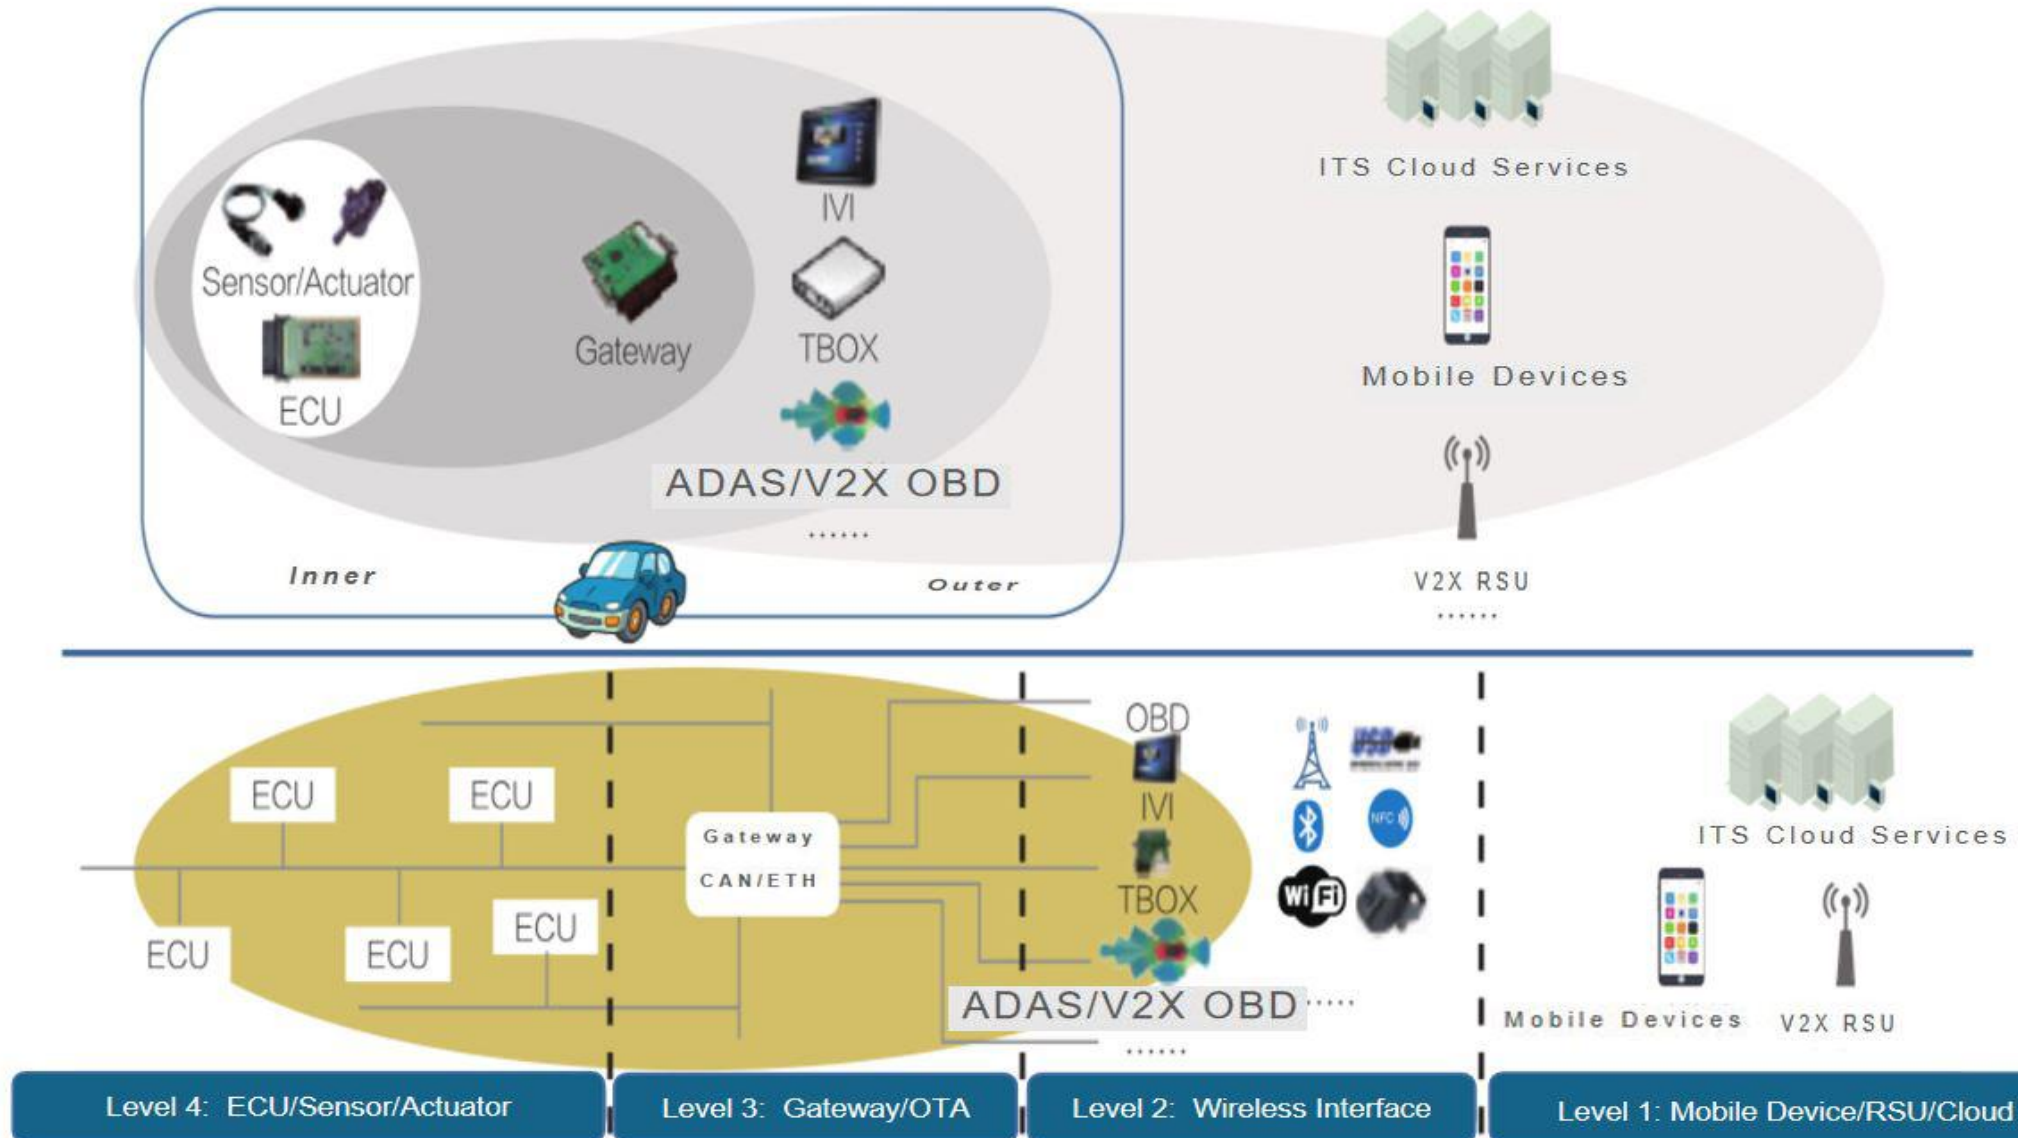 ITS Cloud Services
IVI
Sensor/Actuator
TBOX
Gateway
Mobile Devices
ECU
ADAS/V2X OBD
......
Inner
Outer
V2X RSU
......
OBD
USB
ECU
ECU
IVI
NFC
Gateway
CAN/ETH
ITS Cloud Services
TBOX
WiFi
ECU
ECU
ECU
ADAS/V2X OBD
......
Mobile Devices
V2X RSU
......
Level 4: ECU/Sensor/Actuator
Level 3: Gateway/OTA
Level 2: Wireless Interface
Level 1: Mobile Device/RSU/Cloud